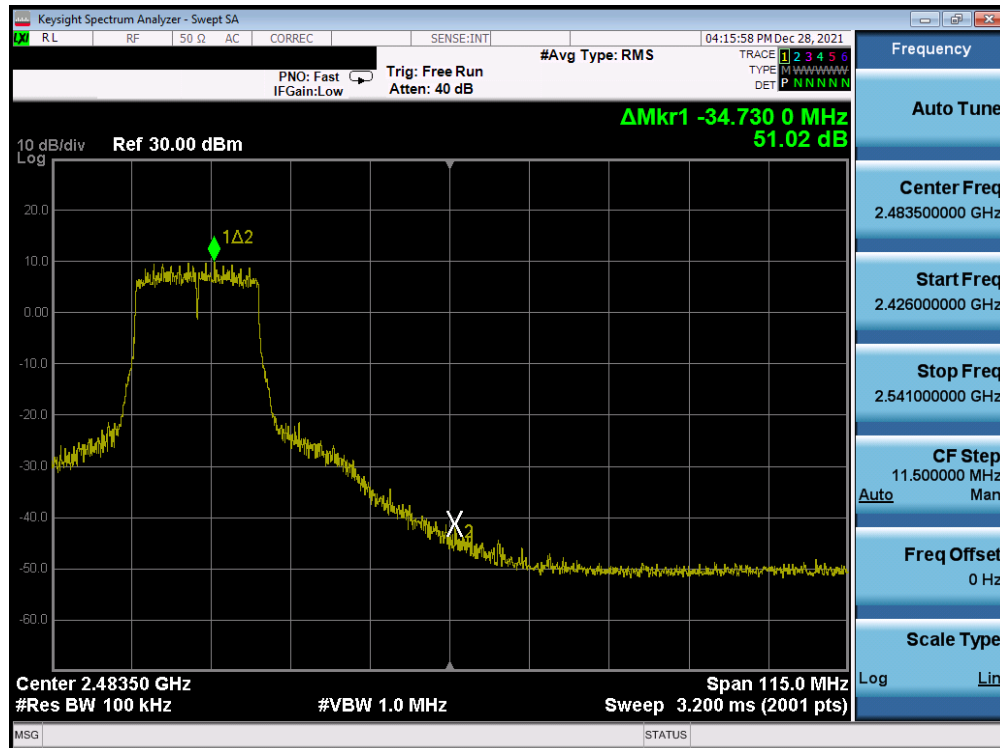 Keysight Spectrum Analyzer - Swept SA
LXI RL RF 50 Ω AC CORREC SENSE:INT 04:15:58 PM Dec 28, 2021
PNO: Fast
IFGain:Low
Trig: Free Run
Atten: 40 dB
#Avg Type: RMS
TRACE 1 2 3 4 5 6
TYPE M WWWWW
DET P N N N N N
ΔMkr1 -34.730 0 MHz
51.02 dB
10 dB/div
Log
Ref 30.00 dBm
20.0
10.0
0.00
-10.0
-20.0
-30.0
-40.0
-50.0
-60.0
1Δ2
X2
Center 2.48350 GHz
Span 115.0 MHz
#Res BW 100 kHz
#VBW 1.0 MHz
Sweep 3.200 ms (2001 pts)
MSG
STATUS
Frequency
Auto Tune
Center Freq
2.483500000 GHz
Start Freq
2.426000000 GHz
Stop Freq
2.541000000 GHz
CF Step
11.500000 MHz
Auto Man
Freq Offset
0 Hz
Scale Type
Log Lin